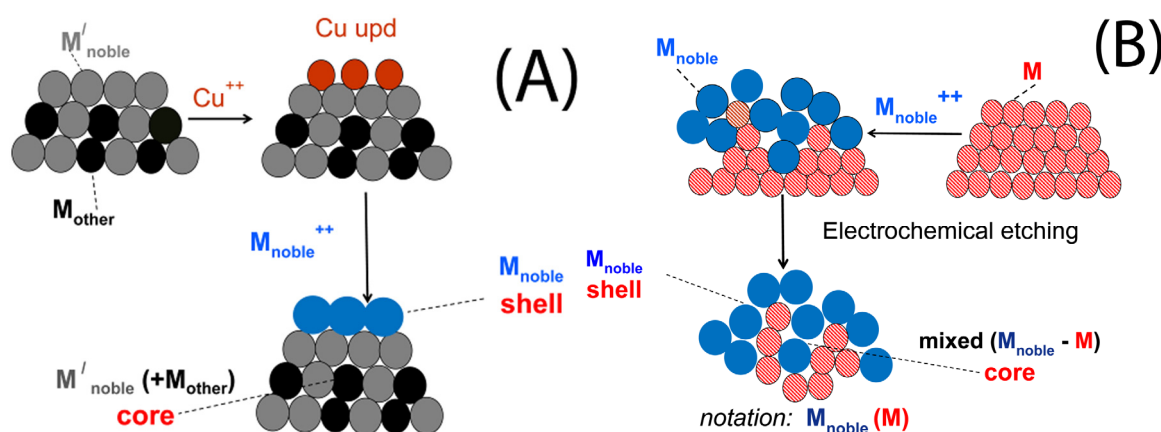 M/noble
Cu++
Cu upd
(A)
Mother
Mnoble++
Mnoble
shell
M/noble (+Mother)
core
(B)
Mnoble
M
Mnoble++
Electrochemical etching
Mnoble
shell
mixed (Mnoble - M)
core
notation: Mnoble (M)